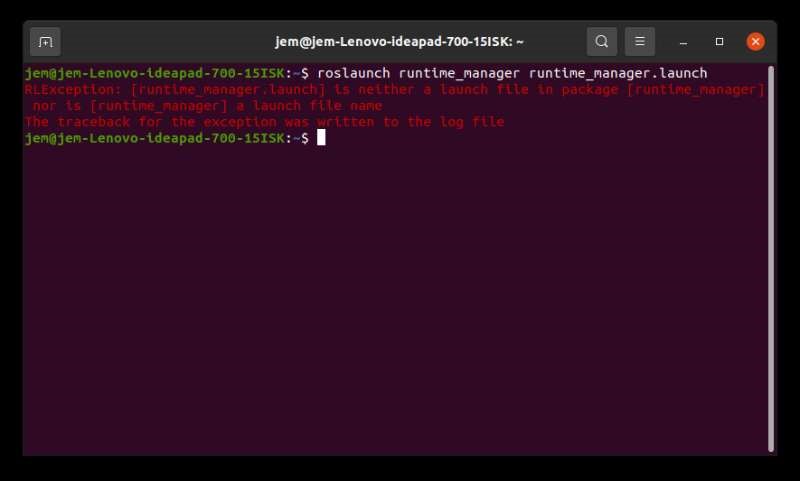 jem@jem-Lenovo-ideapad-700-15ISK: ~
jem@jem-Lenovo-ideapad-700-15ISK:~$ roslaunch runtime_manager runtime_manager.launch
RLException: [runtime_manager.launch] is neither a launch file in package [runtime_manager]
nor is [runtime_manager] a launch file name
The traceback for the exception was written to the log file
jem@jem-Lenovo-ideapad-700-15ISK:~$